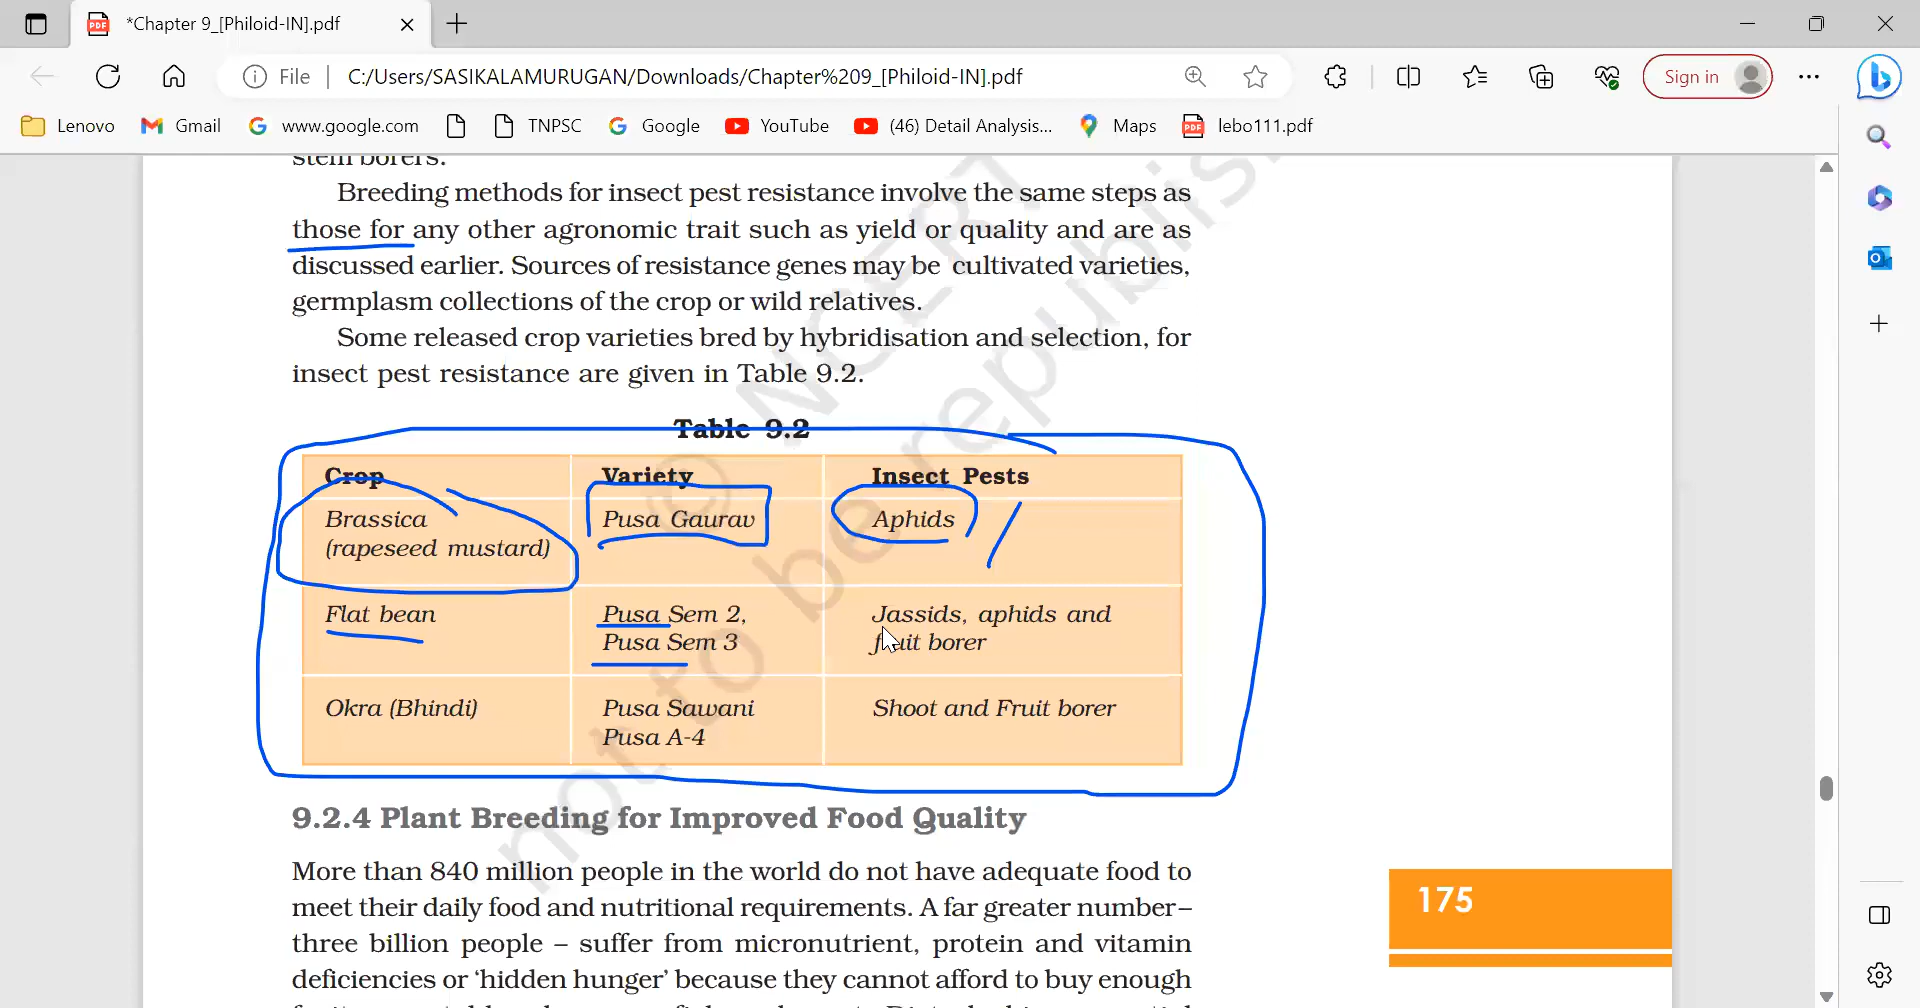 *Chapter 9_[Philoid-IN].pdf
File
C:/Users/SASIKALAMURUGAN/Downloads/Chapter%209_[Philoid-IN].pdf
Sign in
Lenovo
Gmail
www.google.com
TNPSC
Google
YouTube
(46) Detail Analysis...
Maps
lebo111.pdf
stem borers.
Breeding methods for insect pest resistance involve the same steps as
those for any other agronomic trait such as yield or quality and are as
discussed earlier. Sources of resistance genes may be cultivated varieties,
germplasm collections of the crop or wild relatives.
Some released crop varieties bred by hybridisation and selection, for
insect pest resistance are given in Table 9.2.
Table 9.2
Crop Variety Insect Pests
Brassica Pusa Gaurav Aphids
(rapeseed mustard)
Flat bean Pusa Sem 2, Jassids, aphids and
Pusa Sem 3 fruit borer
Okra (Bhindi) Pusa Sawani Shoot and Fruit borer
Pusa A-4
9.2.4 Plant Breeding for Improved Food Quality
More than 840 million people in the world do not have adequate food to
meet their daily food and nutritional requirements. A far greater number–
three billion people – suffer from micronutrient, protein and vitamin
deficiencies or ‘hidden hunger’ because they cannot afford to buy enough
175
© NCERT
not to be republis